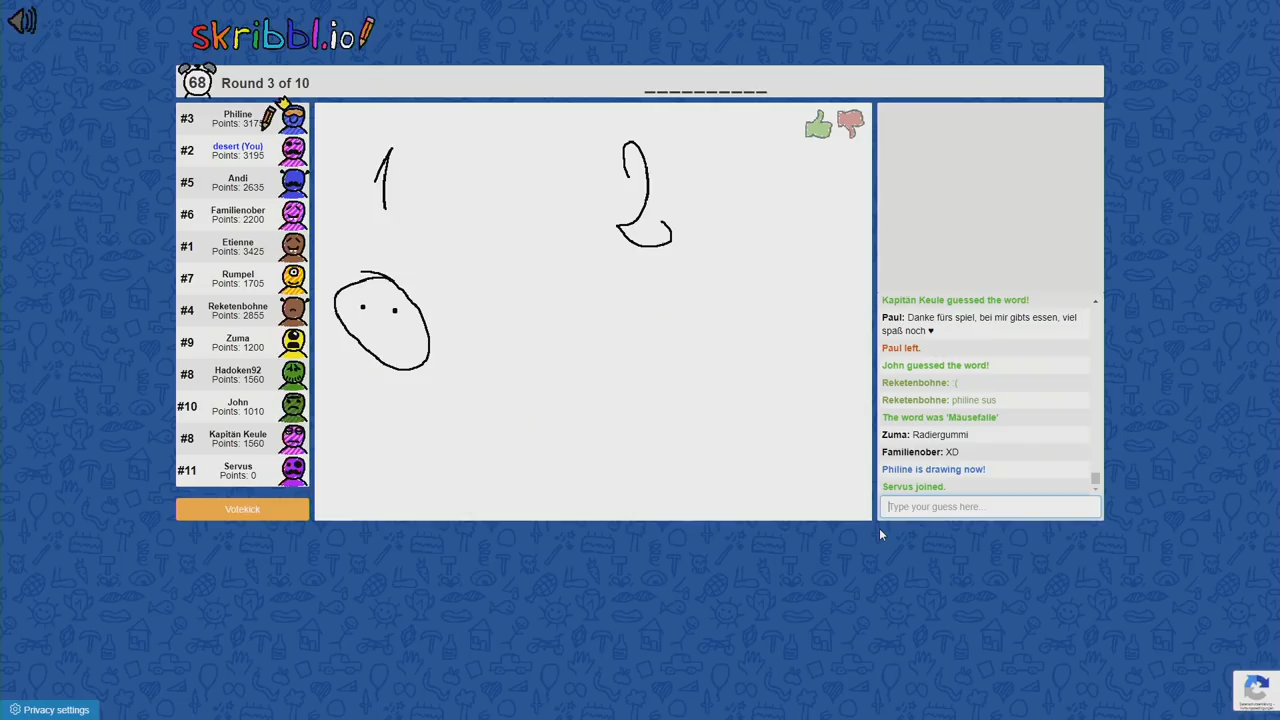 skribbl.io
68 Round 3 of 10
__________
#3 Philine
Points: 3175
#2 desert (You)
Points: 3195
#5 Andi
Points: 2635
#6 Familienober
Points: 2200
#1 Etienne
Points: 3425
#7 Rumpel
Points: 1705
#4 Reketenbohne
Points: 2855
#9 Zuma
Points: 1200
#8 Hadoken92
Points: 1560
#10 John
Points: 1010
#8 Kapitän Keule
Points: 1560
#11 Servus
Points: 0
Votekick
1 2
Kapitän Keule guessed the word!
Paul: Danke fürs spiel, bei mir gibts essen, viel
spaß noch ♥
Paul left.
John guessed the word!
Reketenbohne: :(
Reketenbohne: philine sus
The word was 'Mausefalle'
Zuma: Radiergummi
Familienober: XD
Philine is drawing now!
Servus joined.
Type your guess here...
Privacy settings